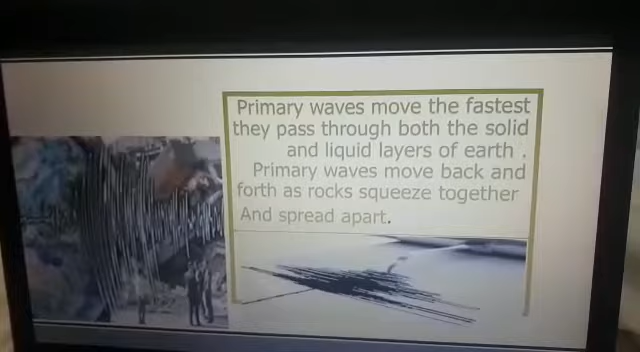 Primary waves move the fastest
they pass through both the solid
and liquid layers of earth .
Primary waves move back and
forth as rocks squeeze together
And spread apart.